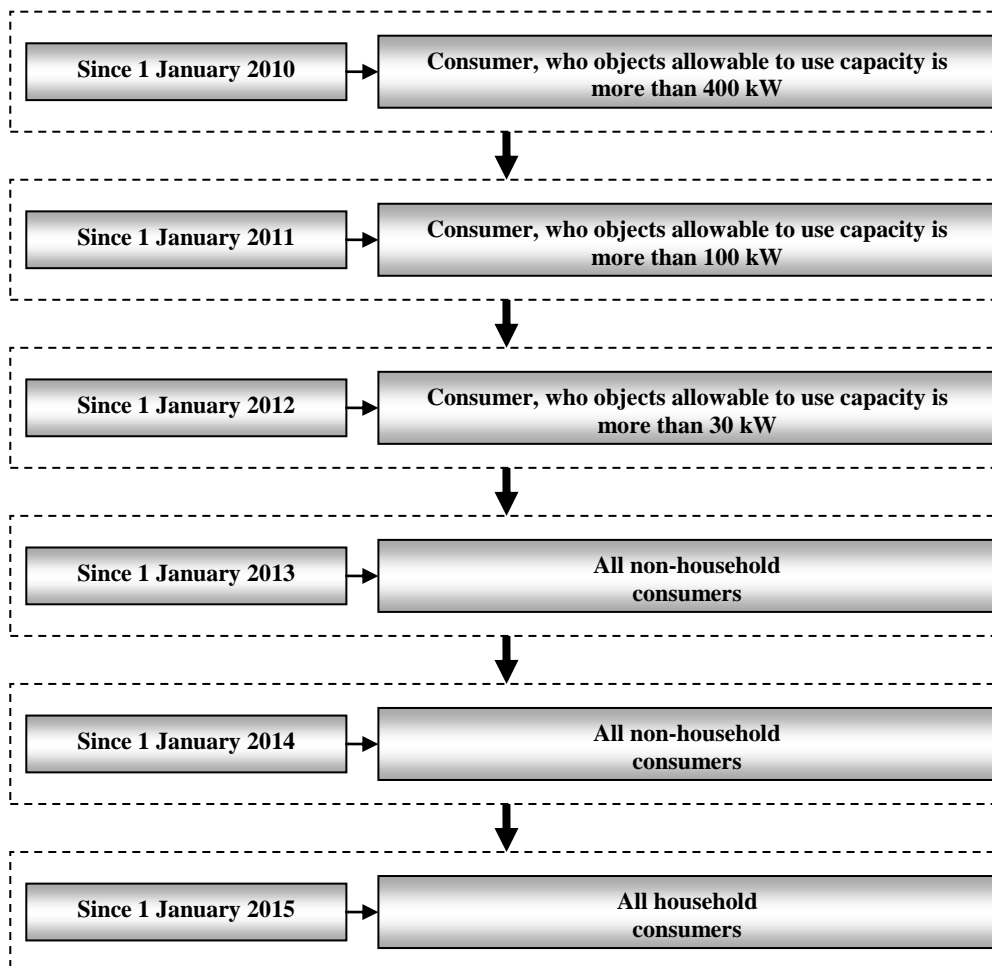 Since 1 January 2010
Consumer, who objects allowable to use capacity is
more than 400 kW
Since 1 January 2011
Consumer, who objects allowable to use capacity is
more than 100 kW
Since 1 January 2012
Consumer, who objects allowable to use capacity is
more than 30 kW
Since 1 January 2013
All non-household
consumers
Since 1 January 2014
All non-household
consumers
Since 1 January 2015
All household
consumers